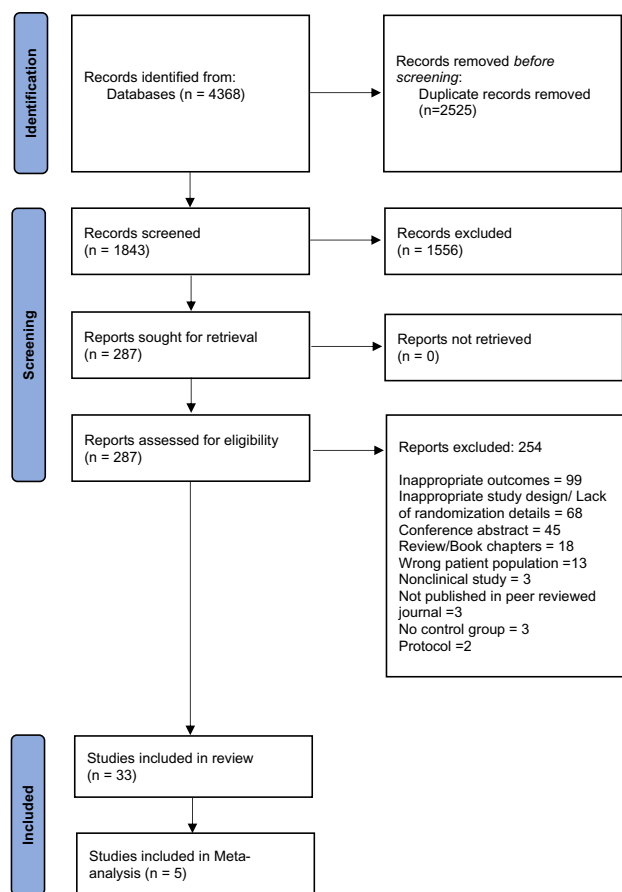 Identification
Records identified from:
Databases (n = 4368)
Records removed before
screening:
Duplicate records removed
(n=2525)
Screening
Records screened
(n = 1843)
Records excluded
(n = 1556)
Reports sought for retrieval
(n = 287)
Reports not retrieved
(n = 0)
Reports assessed for eligibility
(n = 287)
Reports excluded: 254
Inappropriate outcomes = 99
Inappropriate study design/ Lack
of randomization details = 68
Conference abstract = 45
Review/Book chapters = 18
Wrong patient population =13
Nonclinical study = 3
Not published in peer reviewed
journal =3
No control group = 3
Protocol =2
Included
Studies included in review
(n = 33)
Studies included in Meta-
analysis (n = 5)